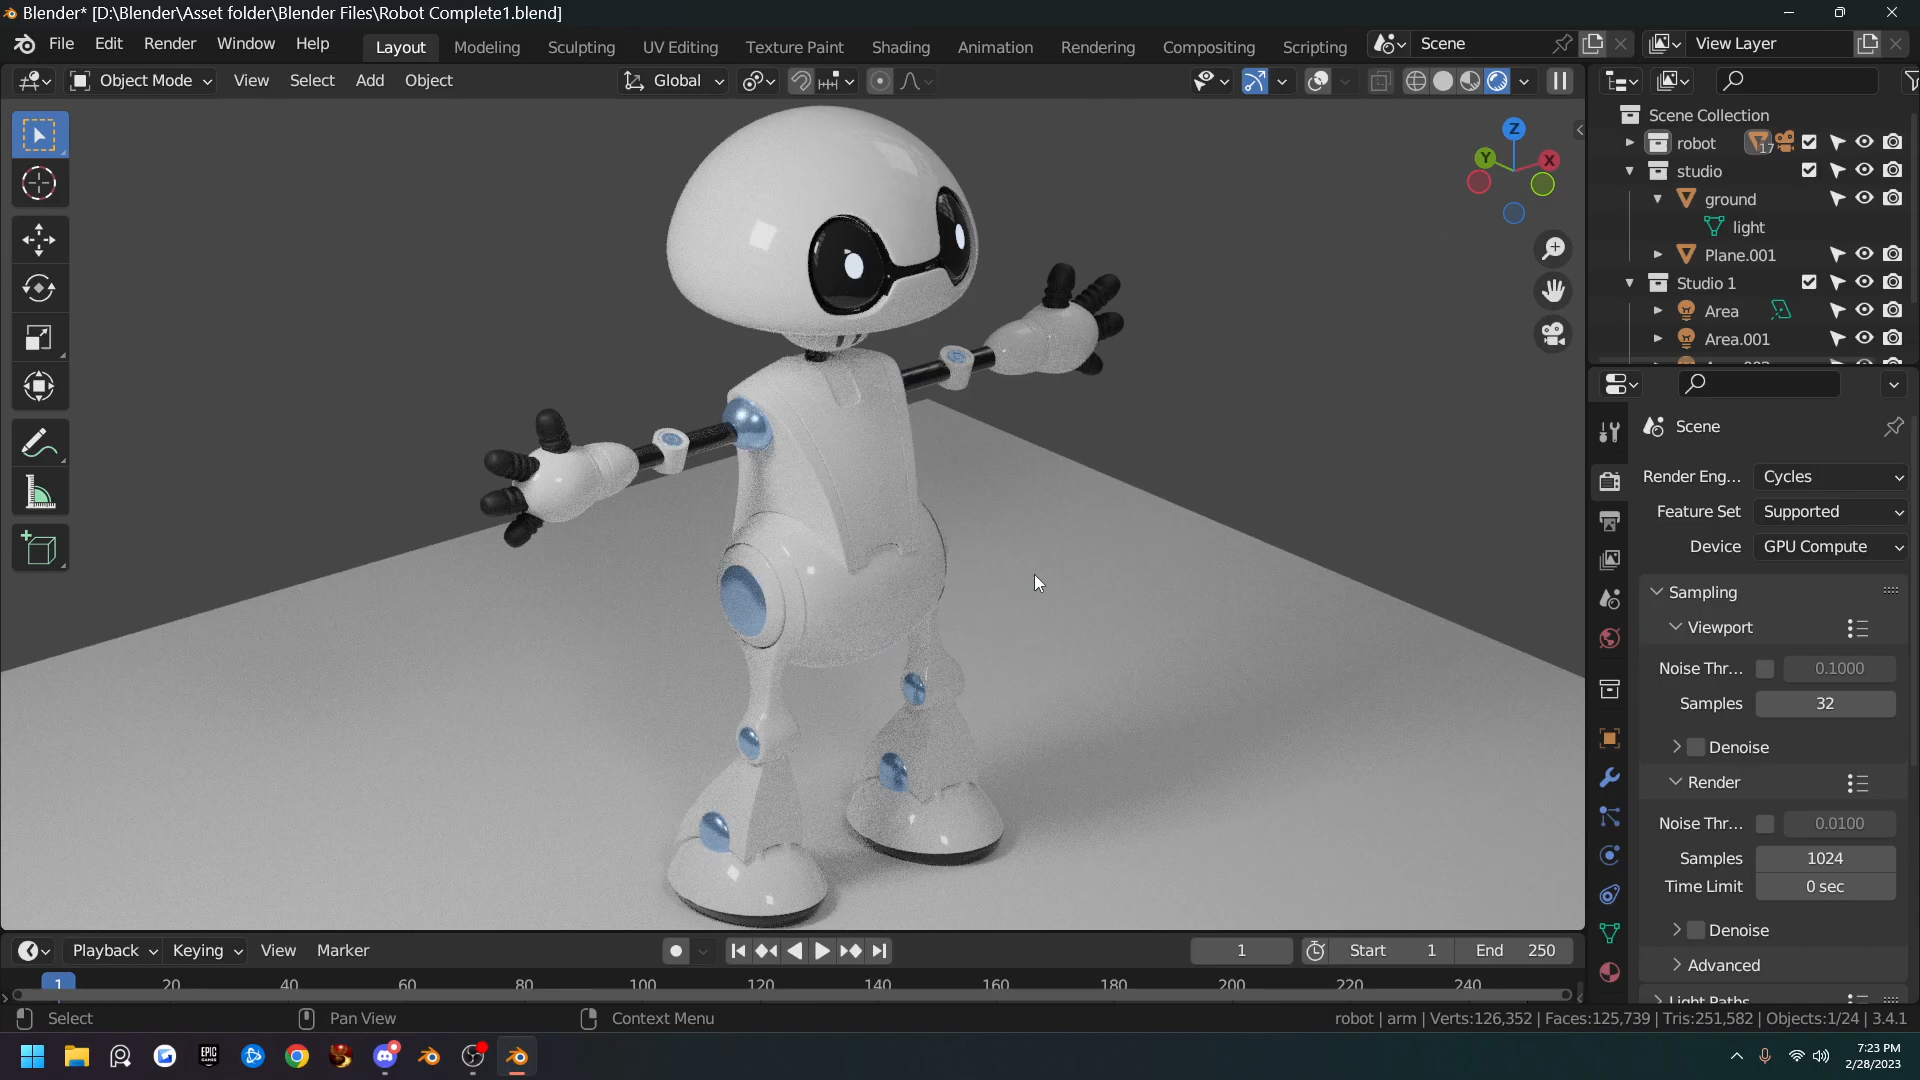 Blender* [D:\Blender\Asset folder\Blender Files\Robot Complete1.blend]
File Edit Render Window Help Layout Modeling Sculpting UV Editing Texture Paint Shading Animation Rendering Compositing Scripting Scene View Layer
Object Mode View Select Add Object Global
Scene Collection
robot 17
studio
ground
light
Plane.001
Studio 1
Area
Area.001
Z
Y X
Scene
Render Eng... Cycles
Feature Set Supported
Device GPU Compute
Sampling
Viewport
Noise Thr... 0.1000
Samples 32
Denoise
Render
Noise Thr... 0.0100
Samples 1024
Time Limit 0 sec
Denoise
Advanced
Light Paths
Playback Keying View Marker 1 Start 1 End 250
1 20 40 60 80 100 120 140 160 180 200 220 240
Select Pan View Context Menu robot | arm | Verts:126,352 | Faces:125,739 | Tris:251,582 | Objects:1/24 | 3.4.1
EPIC GAMES
7:23 PM
2/28/2023